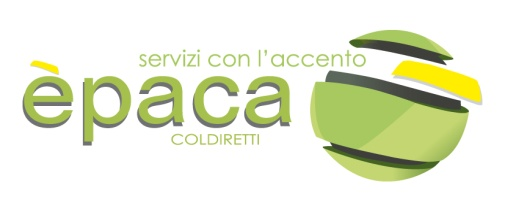 servizi con l'accento
èpaca
COLDIRETTI